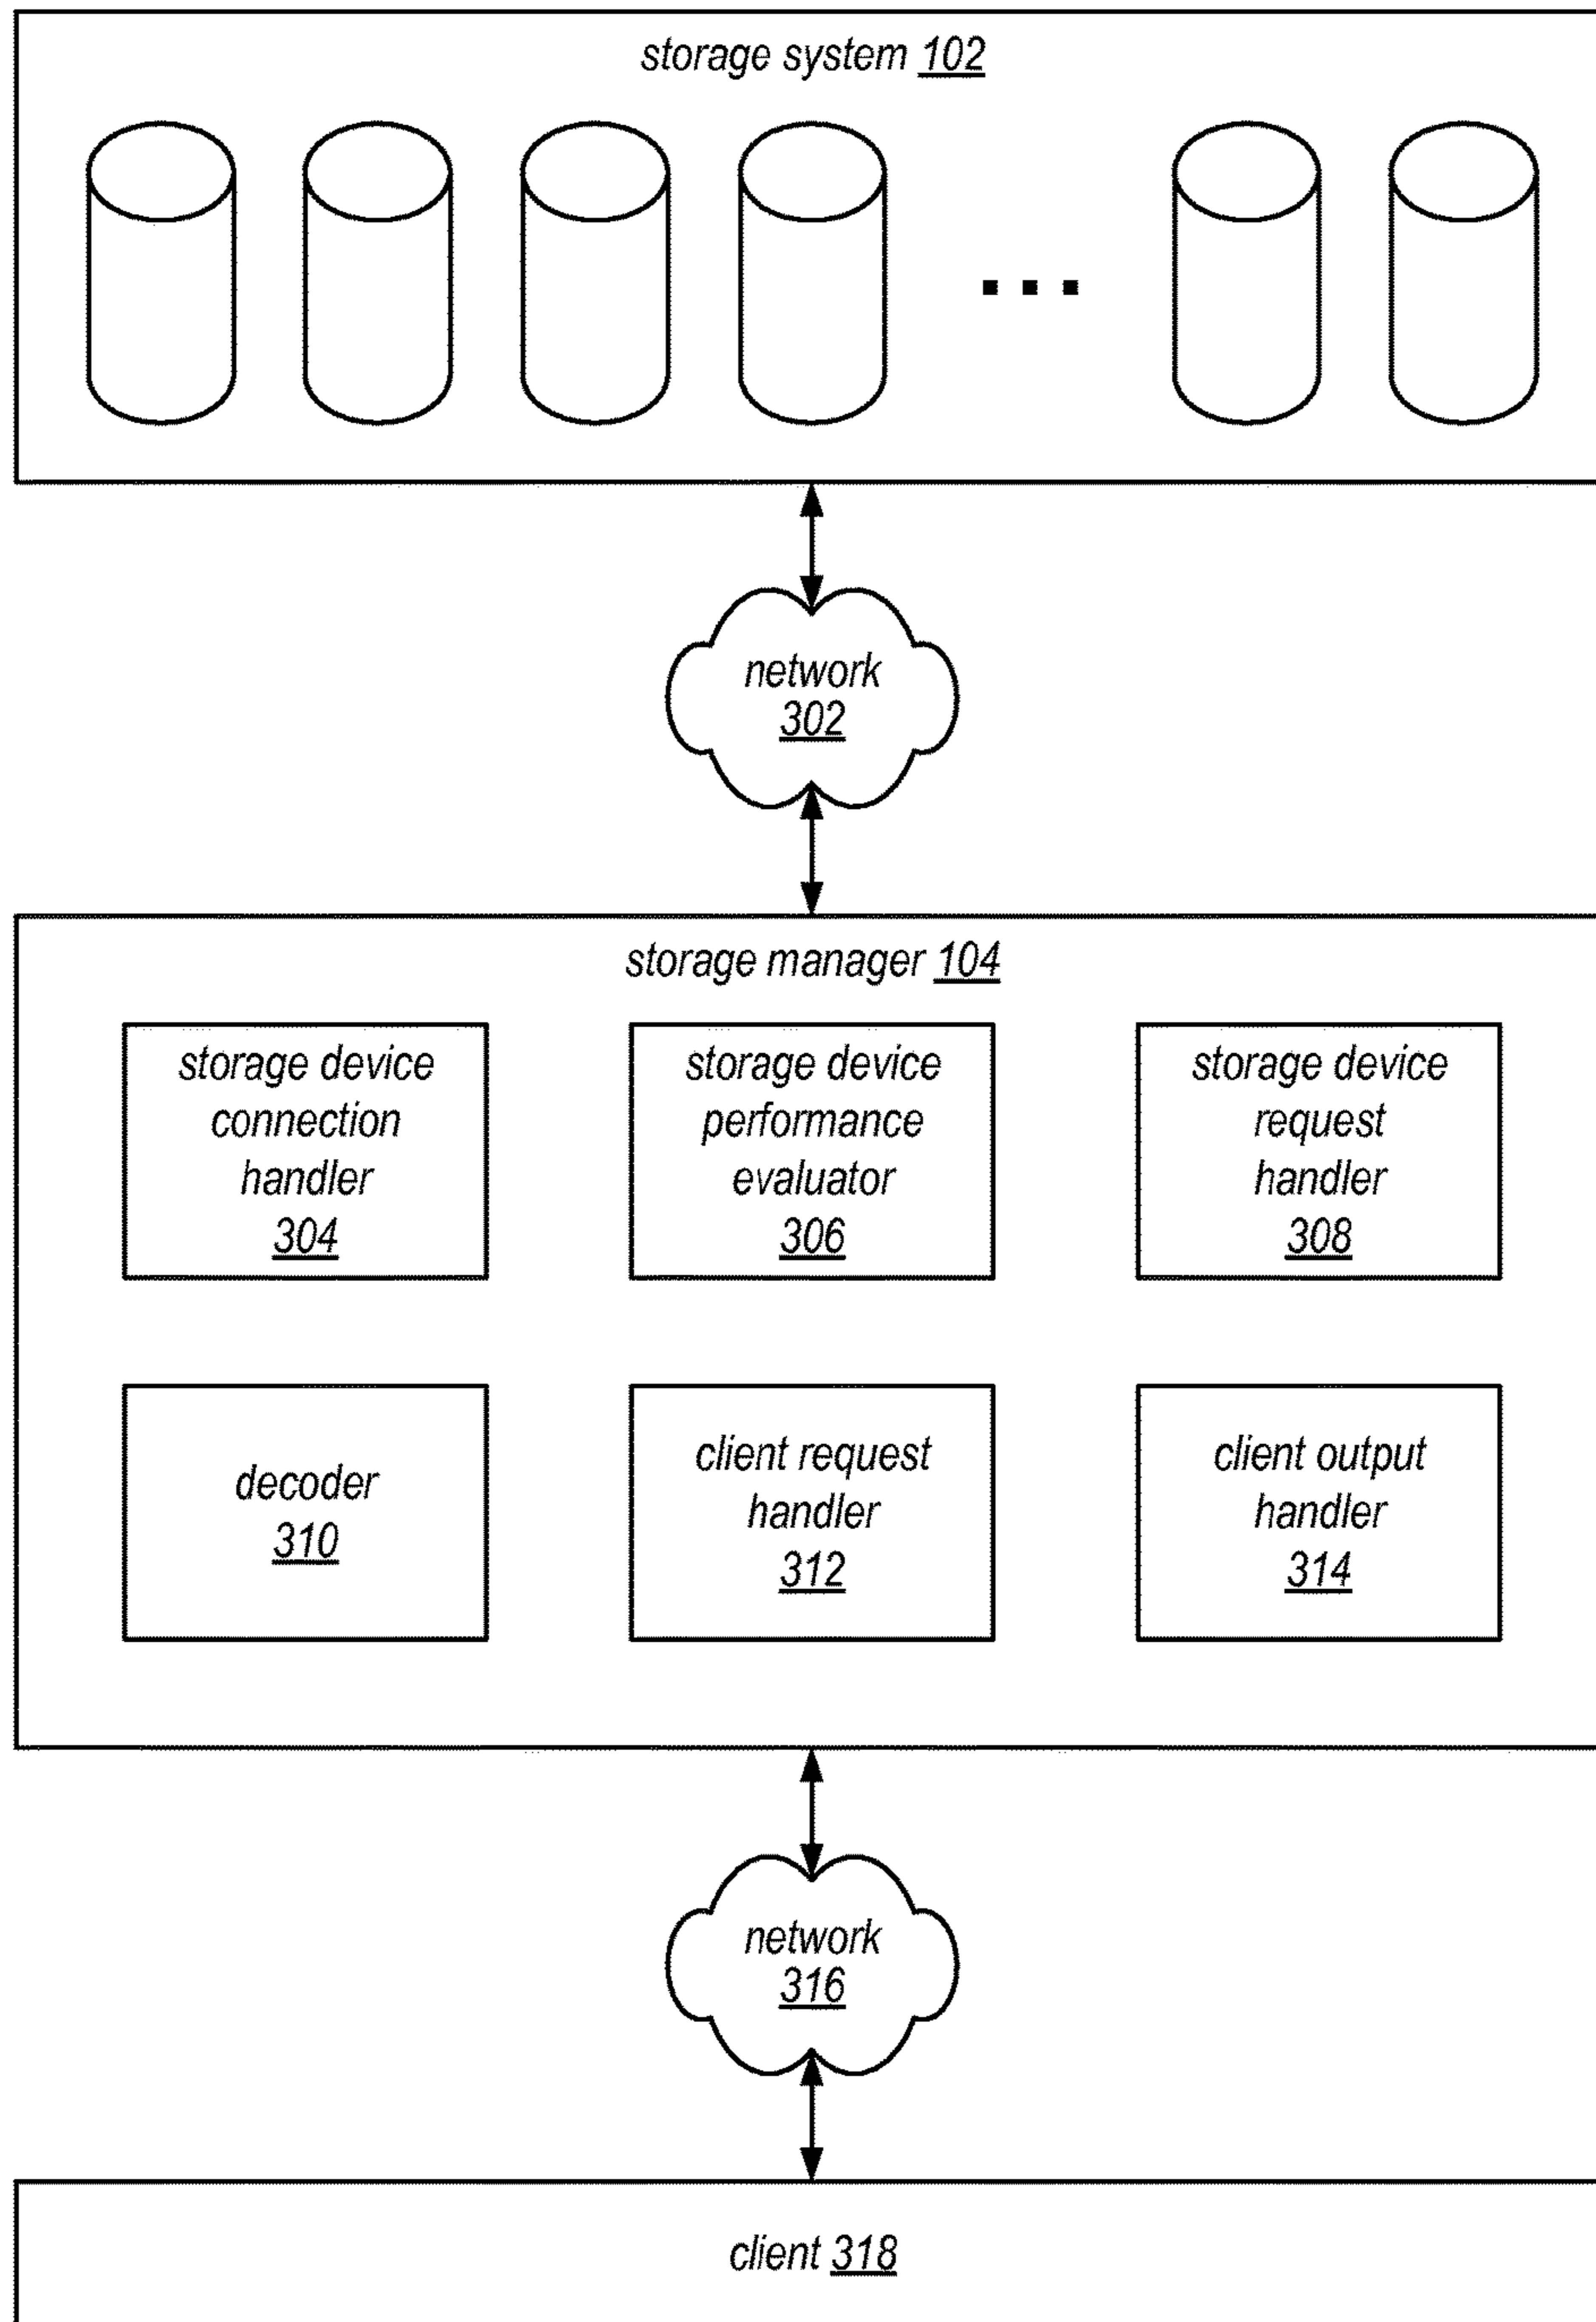 storage system 102
network
302
storage manager 104
storage device
connection
handler
304
storage device
performance
evaluator
306
storage device
request
handler
308
decoder
310
client request
handler
312
client output
handler
314
network
316
client 318